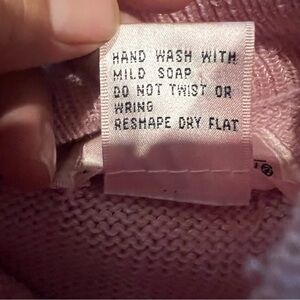 HAND WASH WITH
MILD SOAP
DO NOT TWIST OR
WRING
RESHAPE DRY FLAT